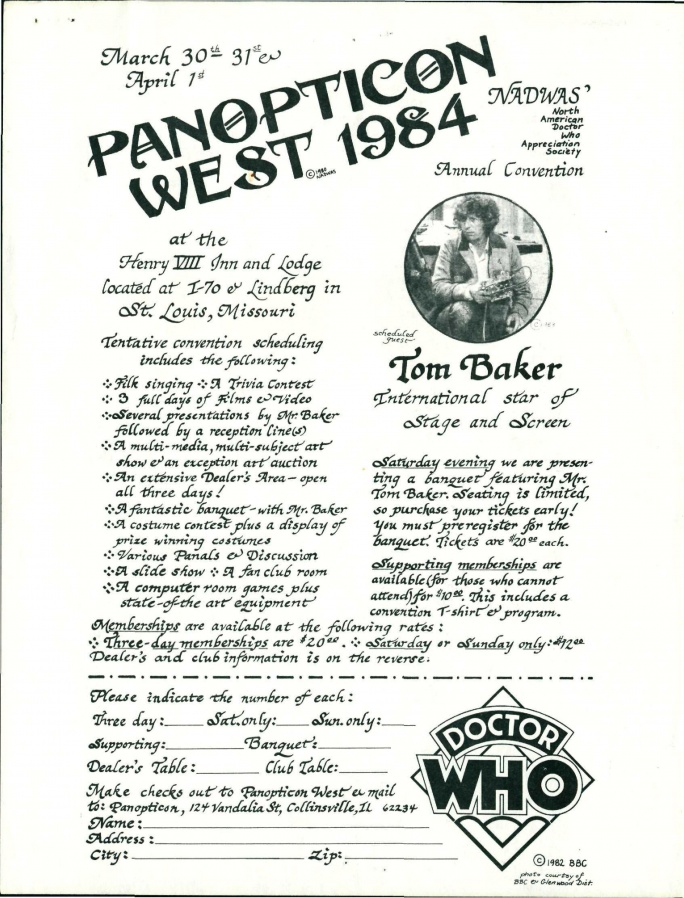 March 30th 31st &
April 1st
PANOPTICON
WEST 1984
© 1982
NADWAS
NADWAS'
North
American
Doctor
Who
Appreciation
Society
Annual Convention
at the
Henry VIII Inn and Lodge
located at I-70 & Lindberg in
St. Louis, Missouri
Tentative convention scheduling
includes the following:
Filk singing A Trivia Contest
3 full days of Films & Video
Several presentations by Mr. Baker
followed by a reception line(s)
A multi-media, multi-subject art
show & an exception art auction
An extensive Dealer's Area - open
all three days!
A fantastic banquet - with Mr. Baker
A costume contest plus a display of
prize winning costumes
Various Panals & Discussion
A slide show A fan club room
A computer room games plus
state-of-the art equipment
scheduled
guest
Tom Baker
International star of
Stage and Screen
Saturday evening we are presen-
ting a banquet featuring Mr.
Tom Baker. Seating is limited,
so purchase your tickets early!
You must preregister for the
banquet. Tickets are $20.00 each.
Supporting memberships are
available (for those who cannot
attend) for $10.00. This includes a
convention T-shirt & program.
Memberships are available at the following rates:
Three-day memberships are $20.00. Saturday or Sunday only: $12.00
Dealer's and club information is on the reverse.
Please indicate the number of each:
Three day: Sat. only: Sun. only:
Supporting: Banquet:
Dealer's Table: Club Table:
Make checks out to Panopticon West & mail
to: Panopticon, 124 Vandalia St, Collinsville, IL 62234
Name:
Address:
City: Zip:
DOCTOR
WHO
© 1982 BBC
photo courtesy of
BBC & Glenwood Dist.